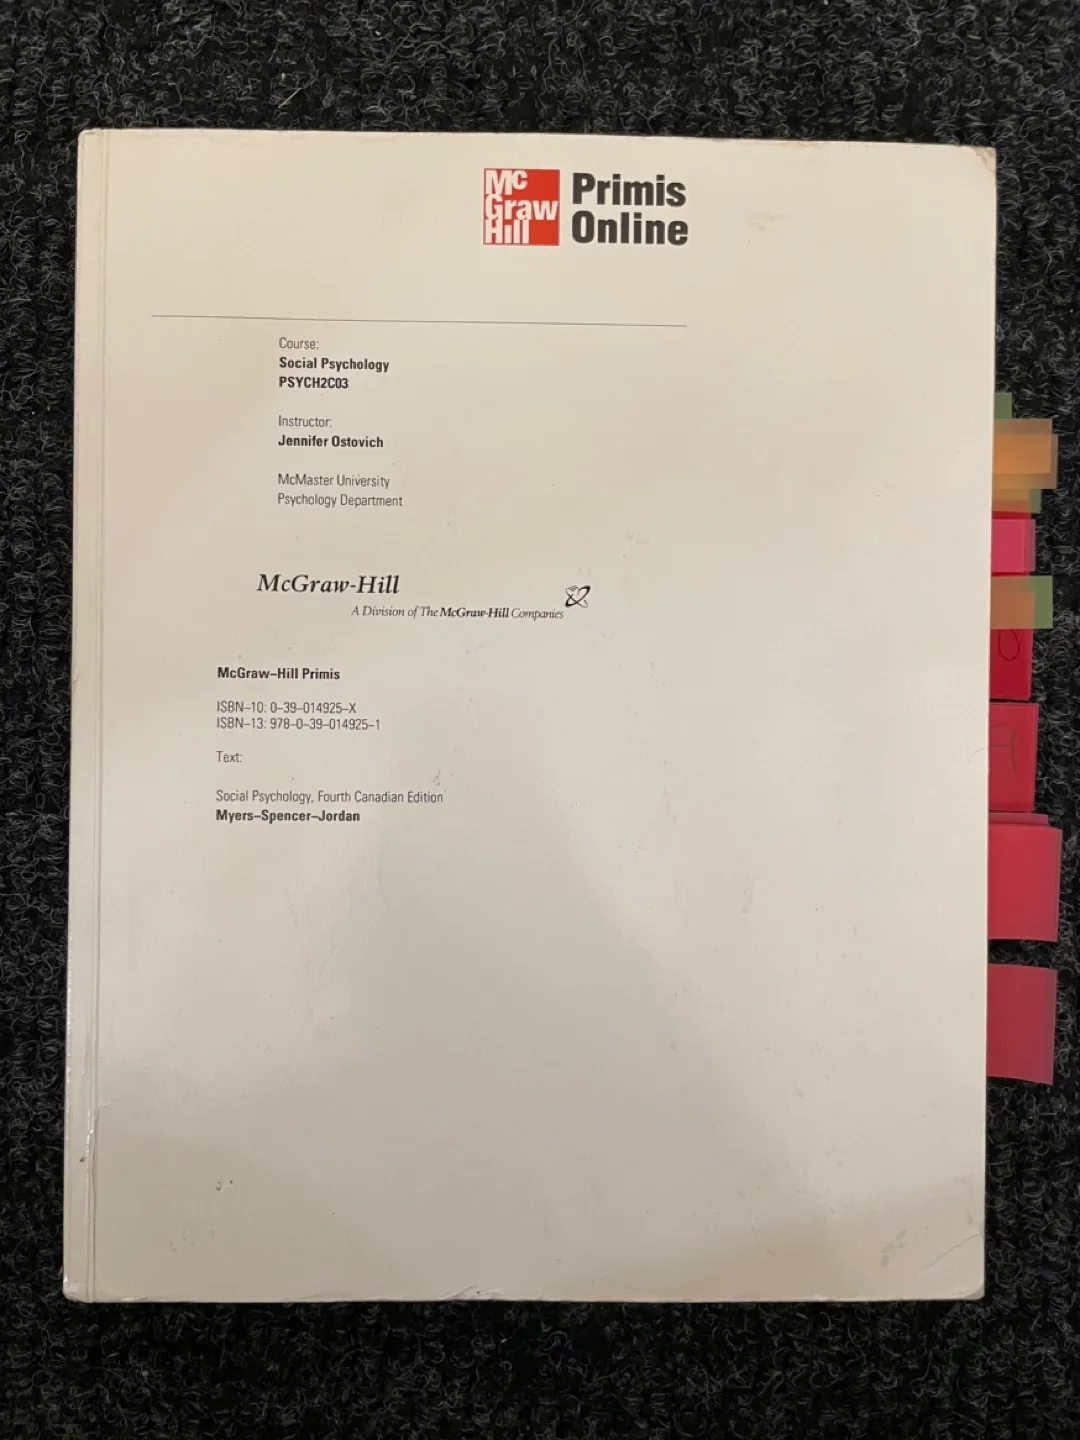 Mc
Graw
Hill
Primis
Online
Course:
Social Psychology
PSYCH2C03
Instructor:
Jennifer Ostovich
McMaster University
Psychology Department
McGraw-Hill
A Division of The McGraw-Hill Companies
McGraw–Hill Primis
ISBN–10: 0–39–014925–X
ISBN–13: 978–0–39–014925–1
Text:
Social Psychology, Fourth Canadian Edition
Myers–Spencer–Jordan